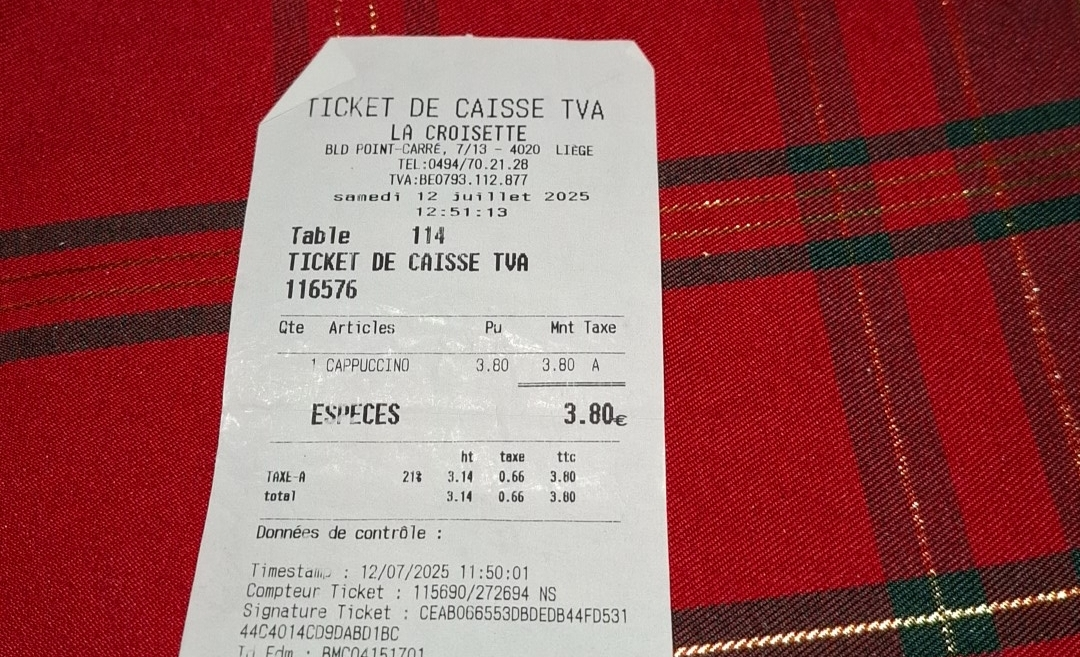 TICKET DE CAISSE TVA
LA CROISETTE
BLD POINT-CARRÉ, 7/13 - 4020 LIÈGE
TEL:0494/70.21.28
TVA:BE0793.112.877
samedi 12 juillet 2025
12:51:13
Table 114
TICKET DE CAISSE TVA
116576
Qte Articles Pu Mnt Taxe
1 CAPPUCCINO 3.80 3.80 A
ESPECES 3.80€
ht taxe ttc
TAXE-A 21% 3.14 0.66 3.80
total 3.14 0.66 3.80
Données de contrôle :
Timestamp : 12/07/2025 11:50:01
Compteur Ticket : 115690/272694 NS
Signature Ticket : CEAB066553DBDEDB44FD531
44C4014CD9DABD1BC
Edm : BMC04151701